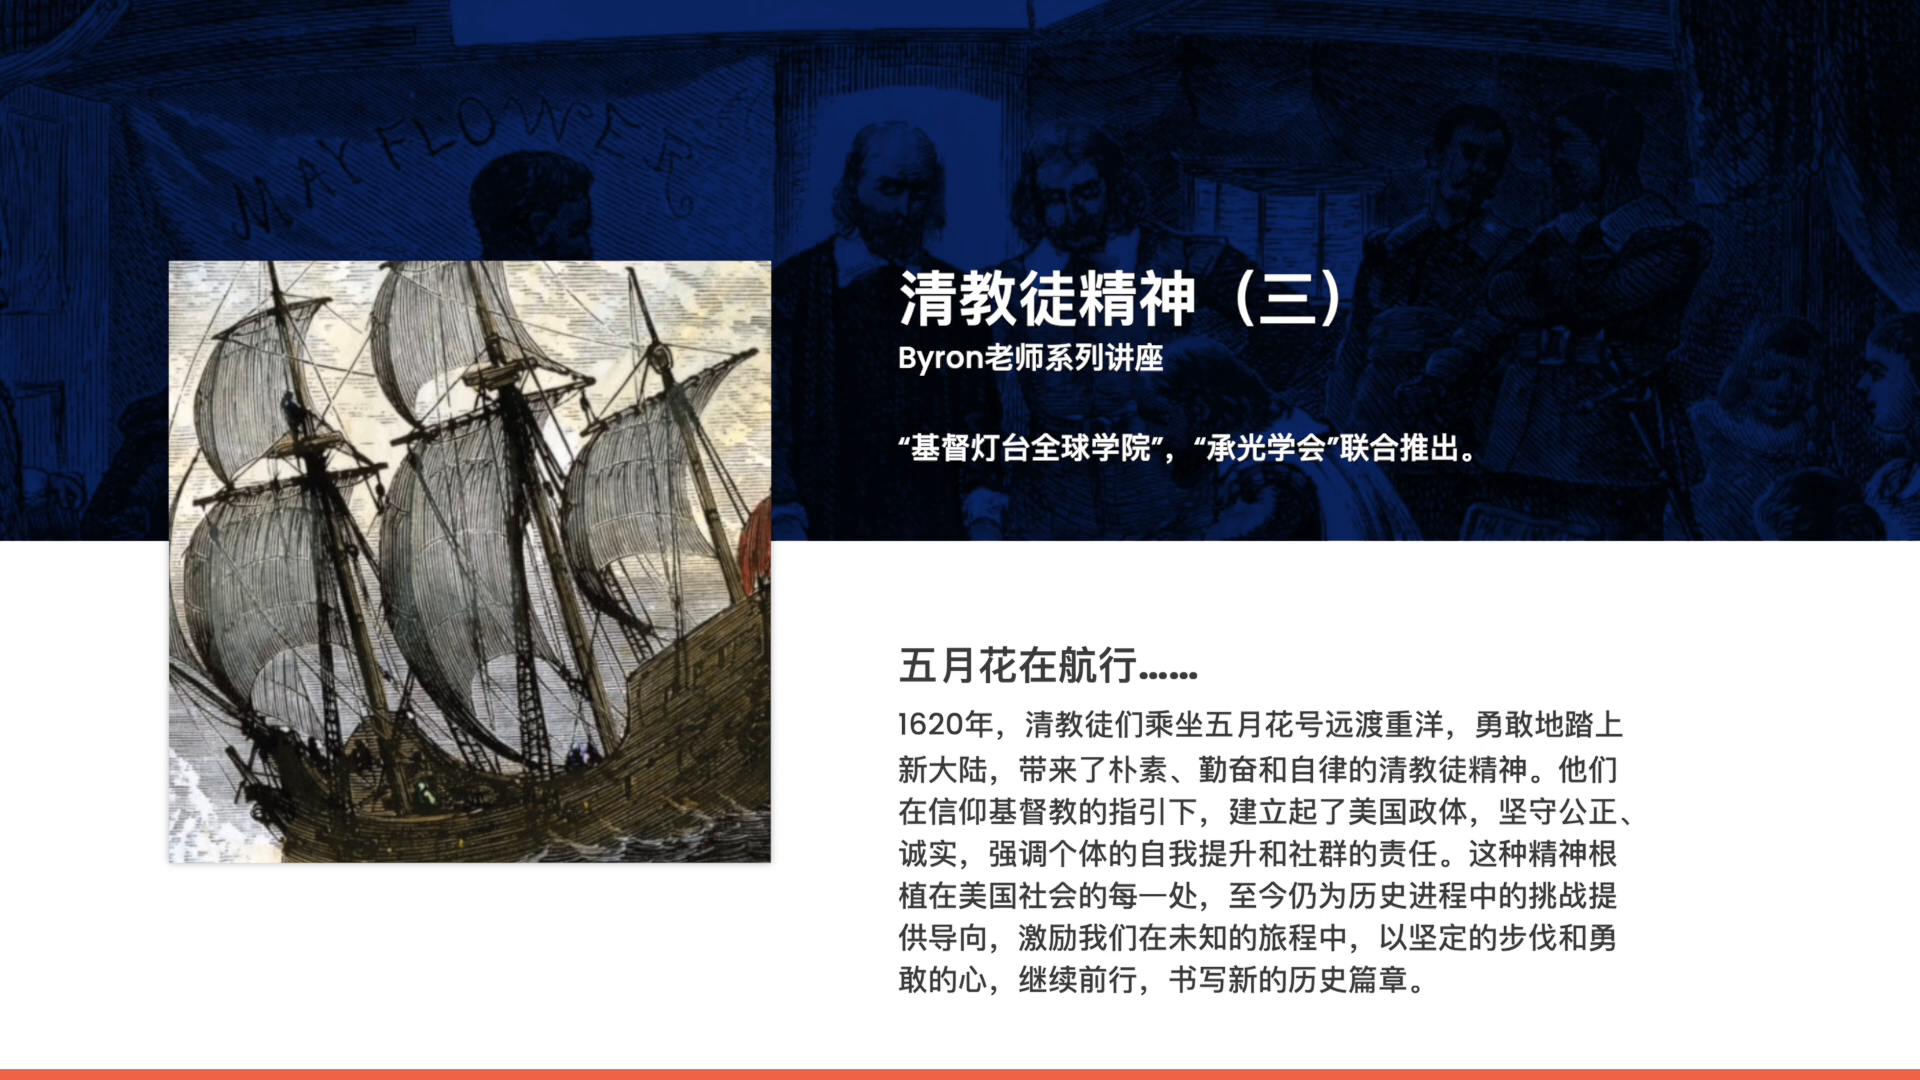 MAYFLOWER
清教徒精神（三）
Byron老师系列讲座
“基督灯台全球学院”，“承光学会”联合推出。
五月花在航行……
1620年，清教徒们乘坐五月花号远渡重洋，勇敢地踏上
新大陆，带来了朴素、勤奋和自律的清教徒精神。他们
在信仰基督教的指引下，建立起了美国政体，坚守公正、
诚实，强调个体的自我提升和社群的责任。这种精神根
植在美国社会的每一处，至今仍为历史进程中的挑战提
供导向，激励我们在未知的旅程中，以坚定的步伐和勇
敢的心，继续前行，书写新的历史篇章。